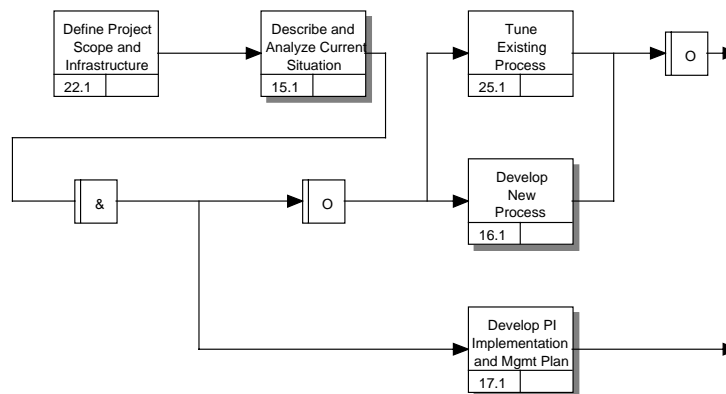 Define Project
Scope and
Infrastructure
22.1
Describe and
Analyze Current
Situation
15.1
Tune
Existing
Process
25.1
O
&
O
Develop
New
Process
16.1
Develop PI
Implementation
and Mgmt Plan
17.1